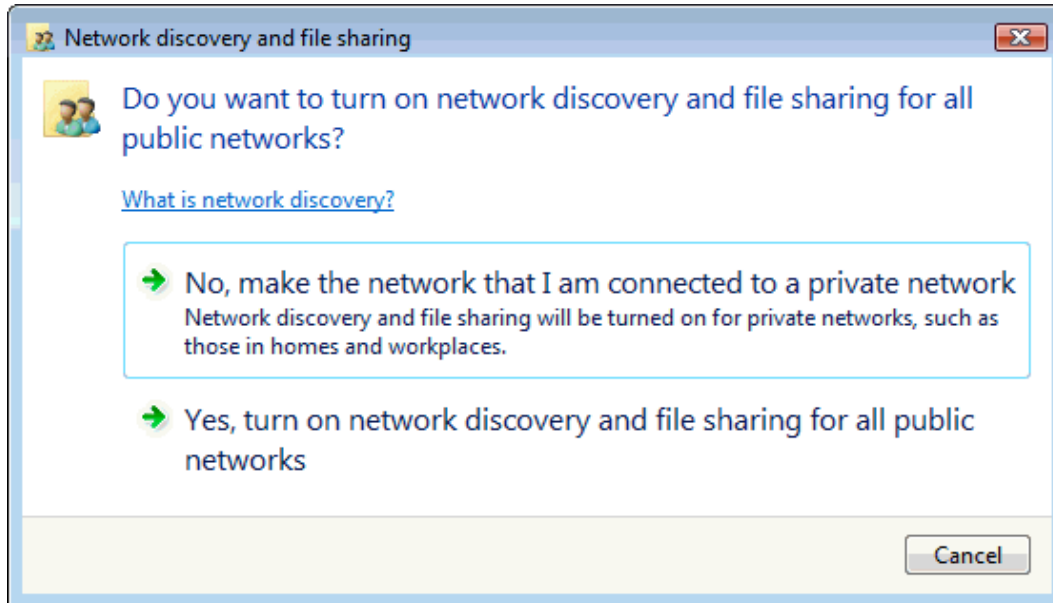 Network discovery and file sharing
Do you want to turn on network discovery and file sharing for all
public networks?
What is network discovery?
No, make the network that I am connected to a private network
Network discovery and file sharing will be turned on for private networks, such as
those in homes and workplaces.
Yes, turn on network discovery and file sharing for all public
networks
Cancel